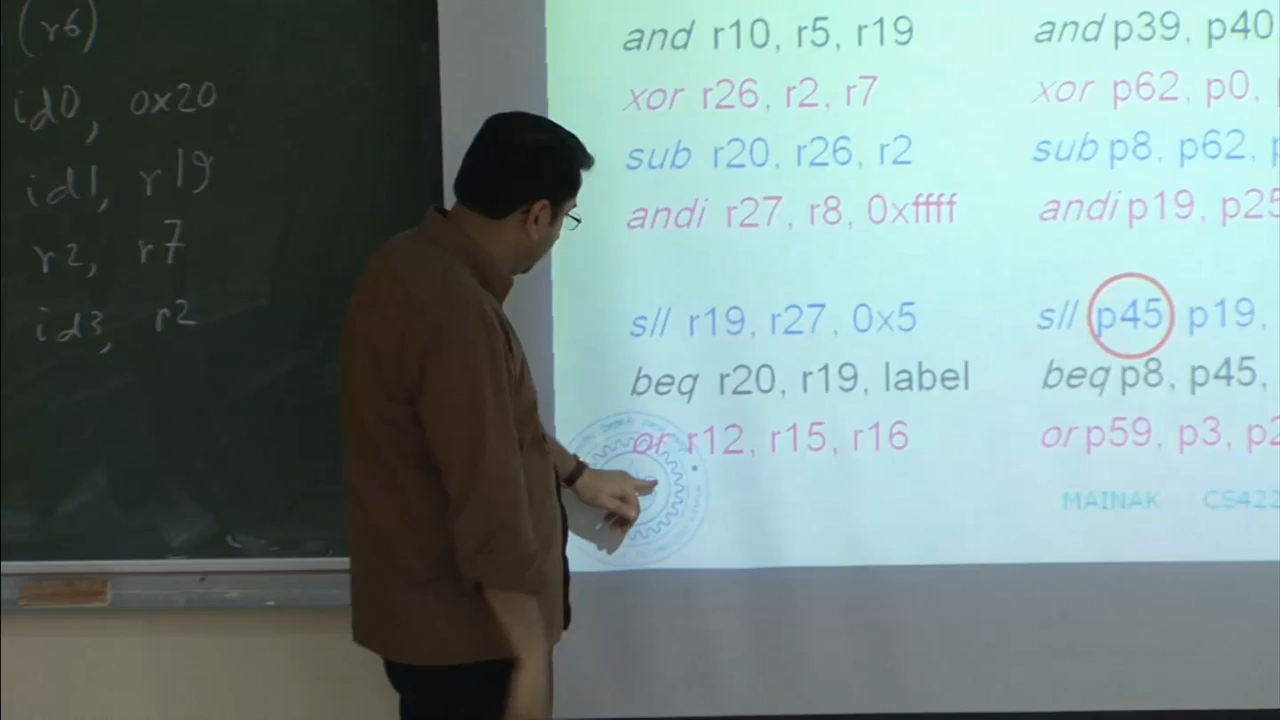 (r6)
id0, 0x20
id1, r19
r2, r7
id3, r2
and r10, r5, r19
xor r26, r2, r7
sub r20, r26, r2
andi r27, r8, 0xffff
sll r19, r27, 0x5
beq r20, r19, label
or r12, r15, r16
and p39, p40
xor p62, p0,
sub p8, p62,
andi p19, p25
sll p45 p19,
beq p8, p45,
or p59, p3,
MAINAK CS422